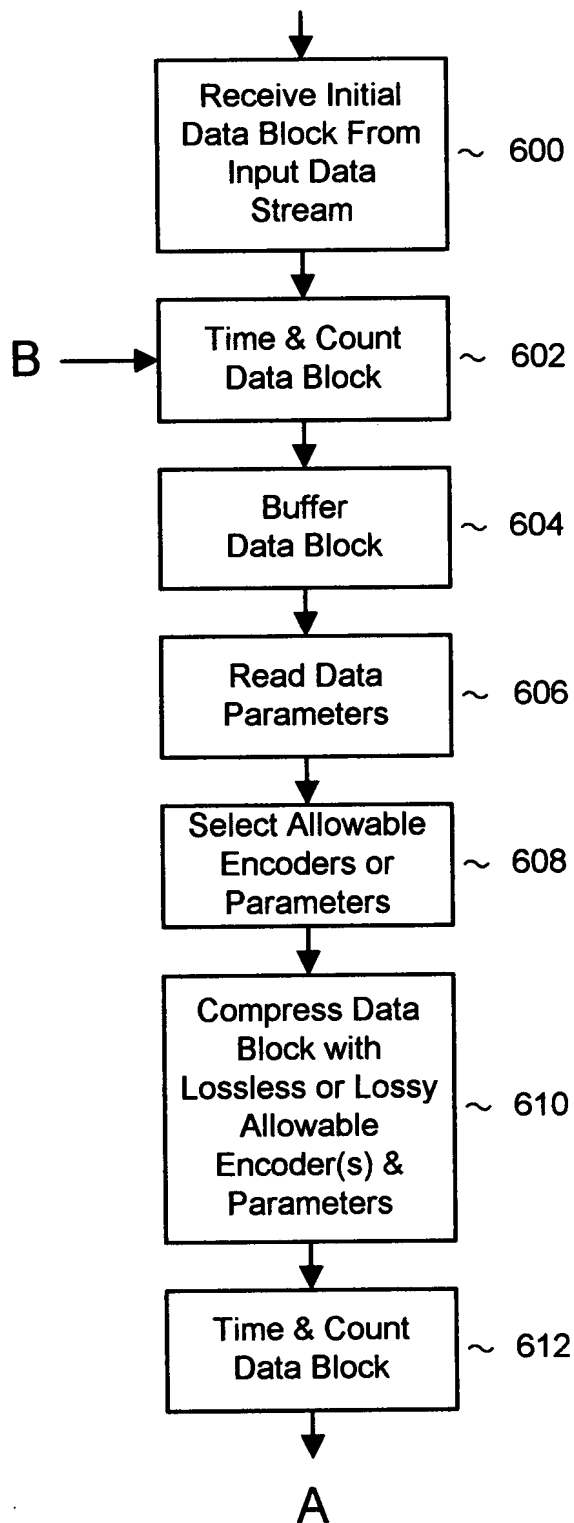 Receive Initial
Data Block From
Input Data
Stream
~ 600
B
Time & Count
Data Block
~ 602
Buffer
Data Block
~ 604
Read Data
Parameters
~ 606
Select Allowable
Encoders or
Parameters
~ 608
Compress Data
Block with
Lossless or Lossy
Allowable
Encoder(s) &
Parameters
~ 610
Time & Count
Data Block
~ 612
A